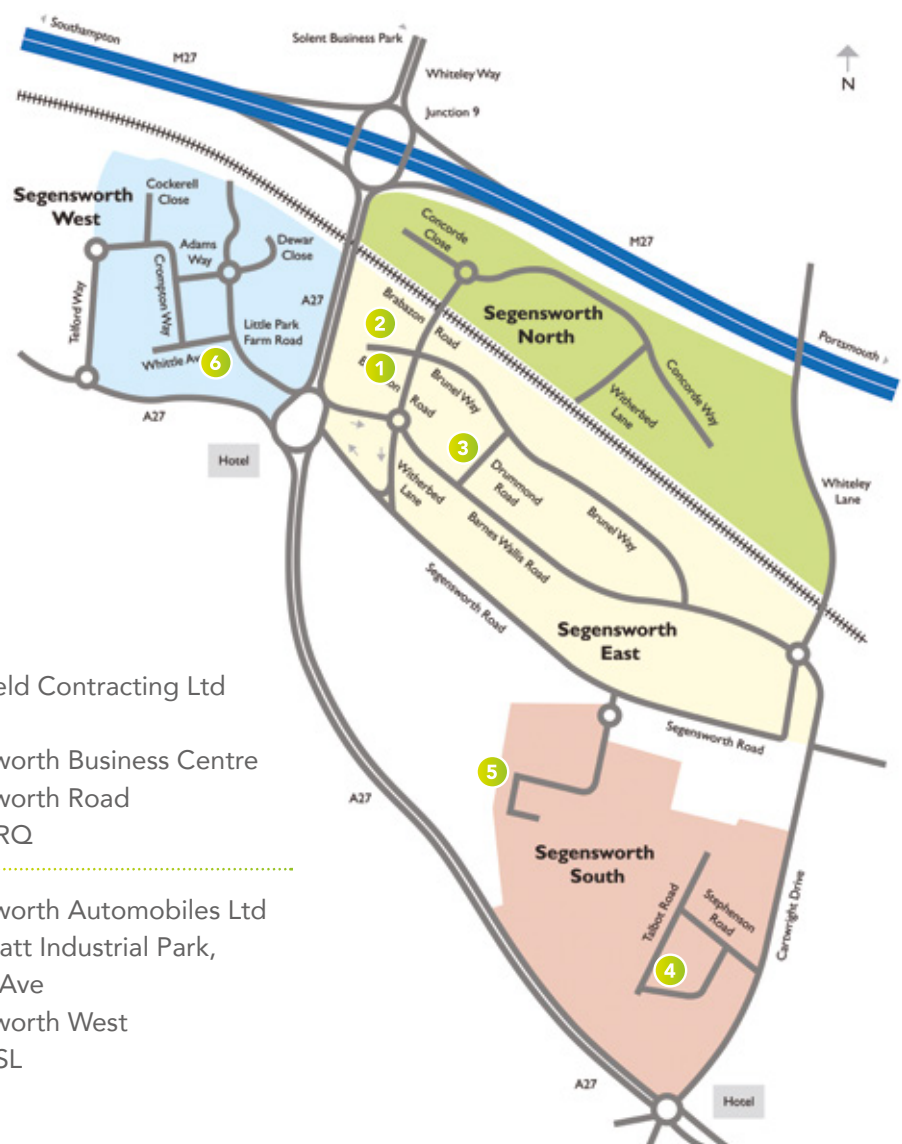 Southampton
M27
Solent Business Park
Whiteley Way
Junction 9
N
Segensworth
West
Cockerell
Close
Adams
Way
Dewar
Close
Crompton Way
Telford Way
A27
Little Park
Farm Road
Whittle
6
A27
Hotel
Concorde
Close
Segensworth
North
M27
Portsmouth
Brabazon
Road
2
1
Road
Brunel Way
Concorde Way
Witherbed
Lane
3
Drummond
Road
Witherbed
Lane
Barnes Wallis Road
Brunel Way
Whiteley
Lane
Segensworth Road
Segensworth
East
Segensworth Road
A27
5
Segensworth
South
Talbot Road
Stephenson
Road
Cartwright Drive
4
A27
Hotel
eld Contracting Ltd
worth Business Centre
worth Road
RQ
worth Automobiles Ltd
att Industrial Park,
Ave
worth West
SL